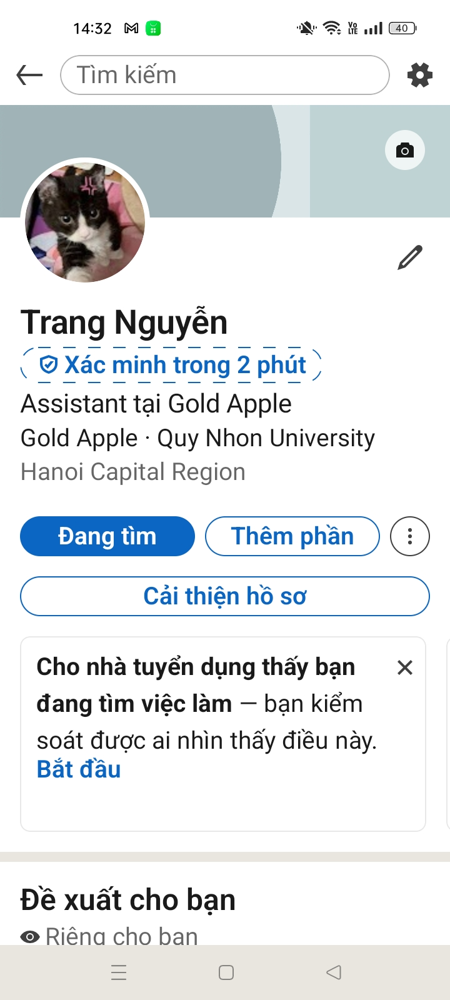 14:32
VO LTE
40
Tìm kiếm
Trang Nguyễn
Xác minh trong 2 phút
Assistant tại Gold Apple
Gold Apple · Quy Nhon University
Hanoi Capital Region
Đang tìm
Thêm phần
Cải thiện hồ sơ
Cho nhà tuyển dụng thấy bạn
đang tìm việc làm — bạn kiểm
soát được ai nhìn thấy điều này.
Bắt đầu
Đề xuất cho bạn
Riêng cho bạn